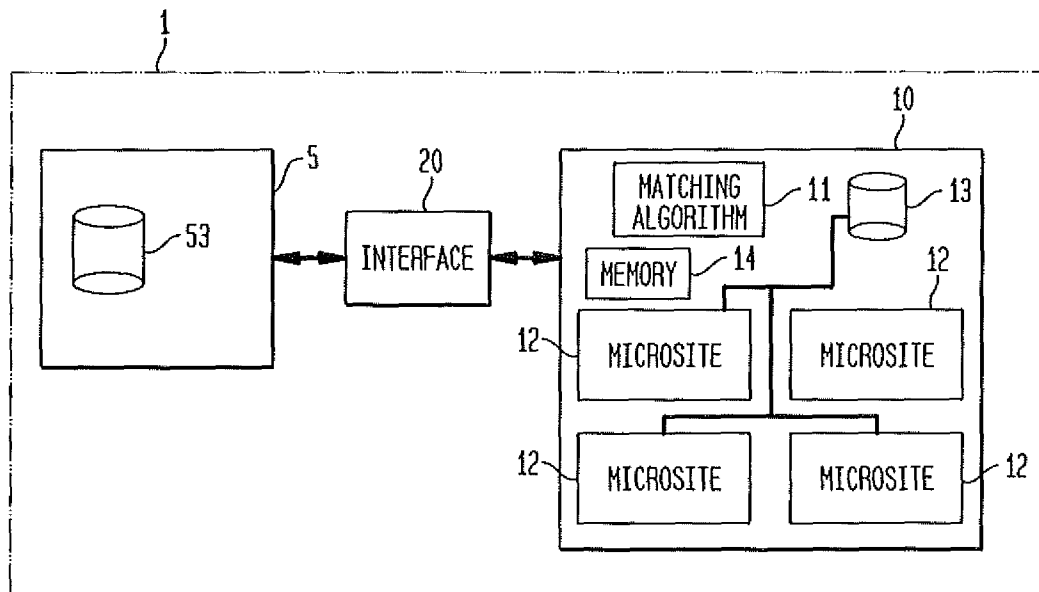 1
10
5
20
MATCHING
ALGORITHM
11
13
53
INTERFACE
MEMORY
14
12
12
MICROSITE
MICROSITE
12
MICROSITE
MICROSITE
12